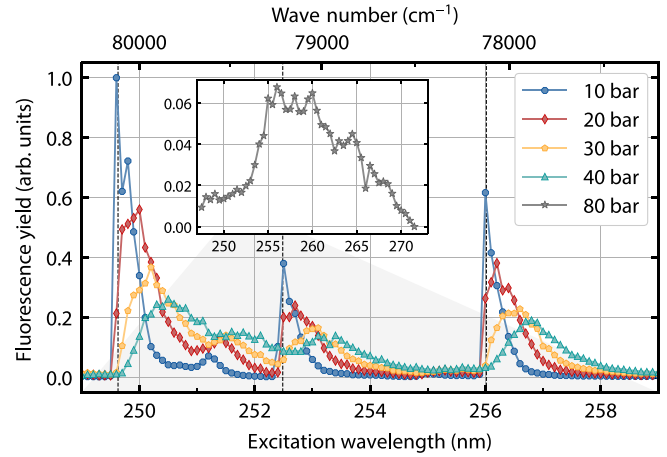 Wave number (cm⁻¹)
80000 79000 78000
1.0
0.8
0.6
0.4
0.2
0.0
Fluorescence yield (arb. units)
0.06
0.04
0.02
0.00
250 255 260 265 270
10 bar
20 bar
30 bar
40 bar
80 bar
250 252 254 256 258
Excitation wavelength (nm)